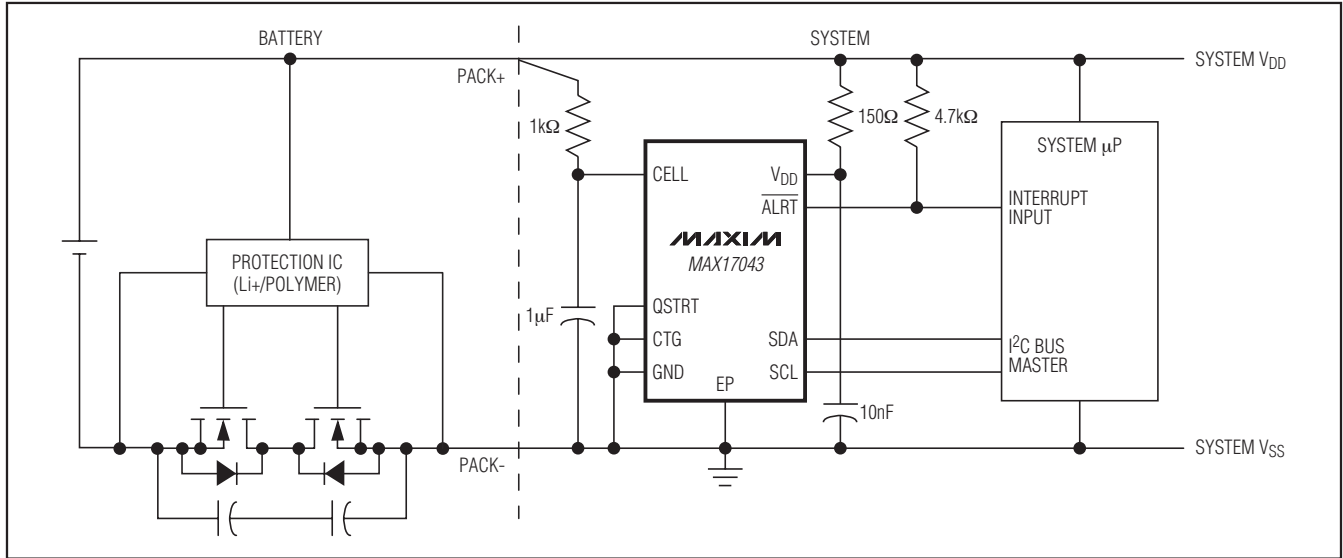 BATTERY
SYSTEM
SYSTEM VDD
PACK+
1kΩ
150Ω
4.7kΩ
SYSTEM μP
CELL
VDD
ALRT
INTERRUPT
INPUT
MAXIM
MAX17043
PROTECTION IC
(Li+/POLYMER)
1μF
QSTRT
CTG
GND
EP
SDA
SCL
I2C BUS
MASTER
10nF
PACK-
SYSTEM VSS